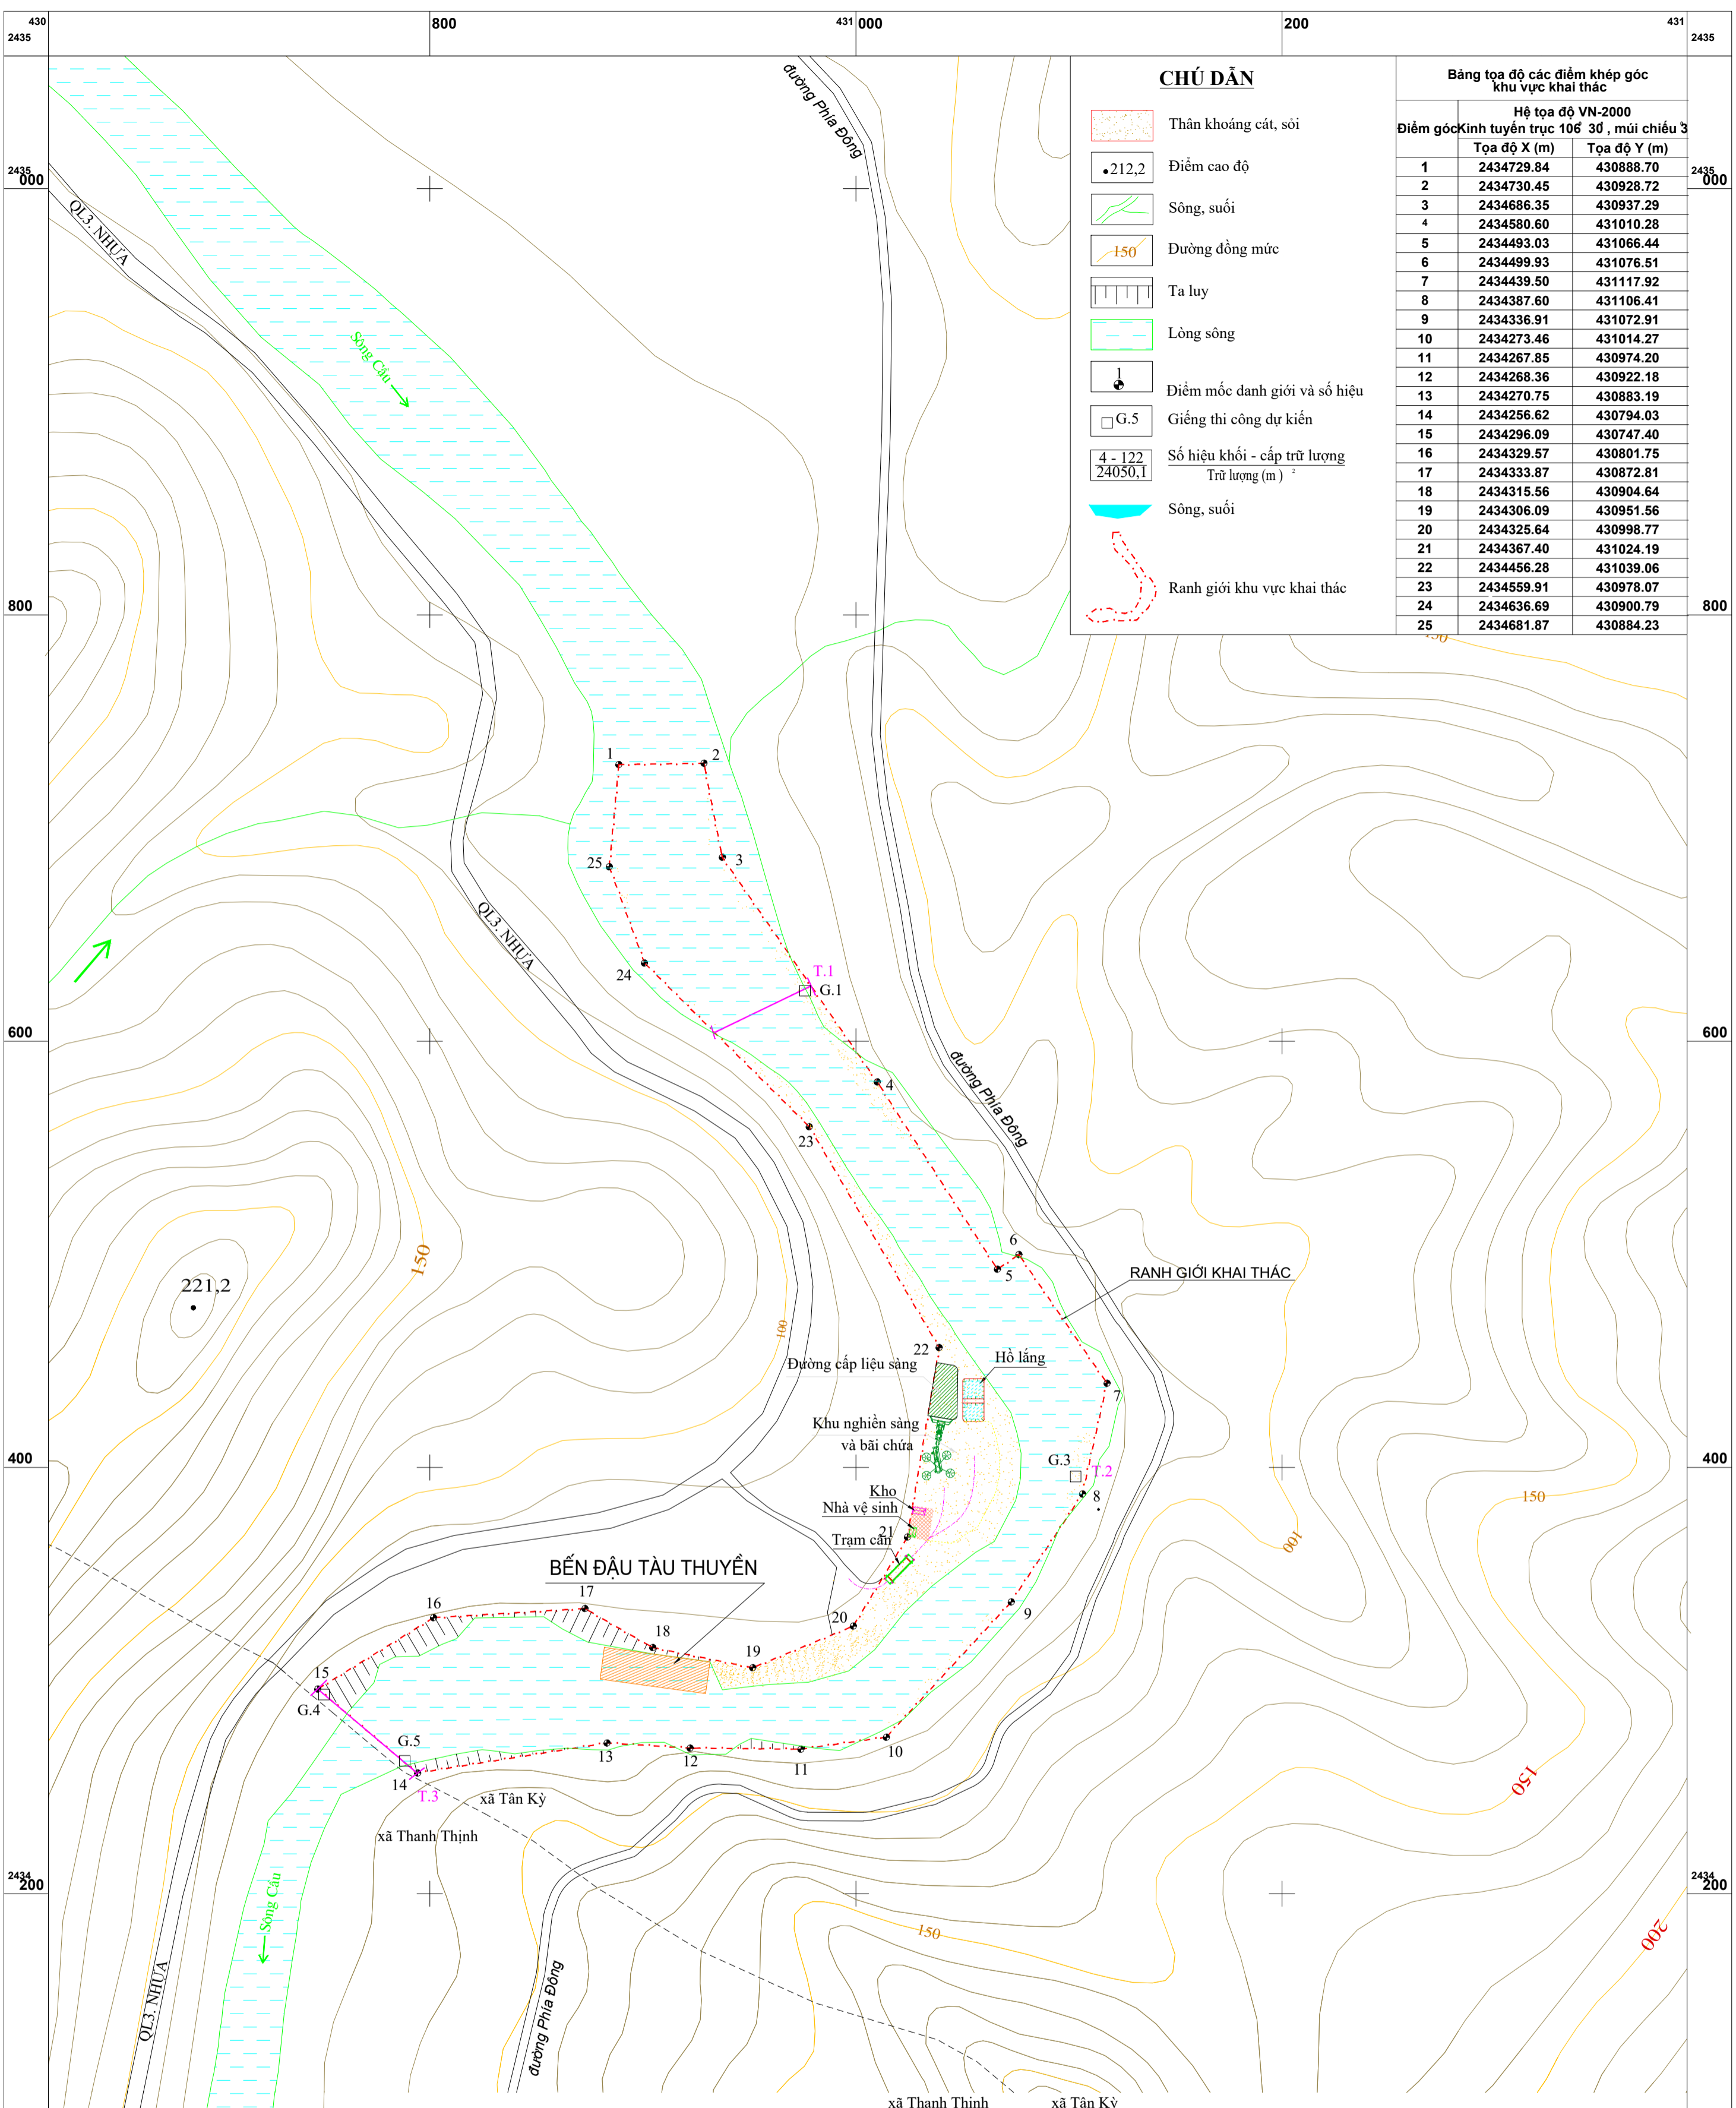 430
2435
800
431 000
200
431
2435
CHÚ DẪN
Thân khoáng cát, sỏi
212,2 Điểm cao độ
Sông, suối
150 Đường đồng mức
Ta luy
Lòng sông
1
Điểm mốc danh giới và số hiệu
G.5 Giếng thi công dự kiến
4 - 122 Số hiệu khối - cấp trữ lượng
24050,1 Trữ lượng (m ) 2
Sông, suối
Ranh giới khu vực khai thác
Bảng tọa độ các điểm khép góc
khu vực khai thác
Hệ tọa độ VN-2000
Điểm góc Kinh tuyến trục 106° 30' , múi chiếu 3°
Tọa độ X (m) Tọa độ Y (m)
1 2434729.84 430888.70
2 2434730.45 430928.72
3 2434686.35 430937.29
4 2434580.60 431010.28
5 2434493.03 431066.44
6 2434499.93 431076.51
7 2434439.50 431117.92
8 2434387.60 431106.41
9 2434336.91 431072.91
10 2434273.46 431014.27
11 2434267.85 430974.20
12 2434268.36 430922.18
13 2434270.75 430883.19
14 2434256.62 430794.03
15 2434296.09 430747.40
16 2434329.57 430801.75
17 2434333.87 430872.81
18 2434315.56 430904.64
19 2434306.09 430951.56
20 2434325.64 430998.77
21 2434367.40 431024.19
22 2434456.28 431039.06
23 2434559.91 430978.07
24 2434636.69 430900.79
25 2434681.87 430884.23
đường Phía Đông
2435
000
2435
000
QL3. NHỰA
Sông Cầu
800
800
1
2
3
25
QL3. NHỰA
24
T.1
G.1
600
600
4
đường Phía Đông
23
6
5
RANH GIỚI KHAI THÁC
150
221,2
100
22
Hồ lắng
Đường cấp liệu sàng
7
Khu nghiền sàng
và bãi chứa
G.3
T.2
400
400
8
150
Kho
Nhà vệ sinh
21
Trạm cân
100
BẾN ĐẬU TÀU THUYỀN
17
16
9
20
18
19
15
G.4
G.5
10
13
12
11
14
T.3
xã Tân Kỳ
150
xã Thanh Thịnh
2434
200
2434
200
Sông Cầu
150
200
QL3. NHỰA
đường Phía Đông
xã Thanh Thịnh
xã Tân Kỳ